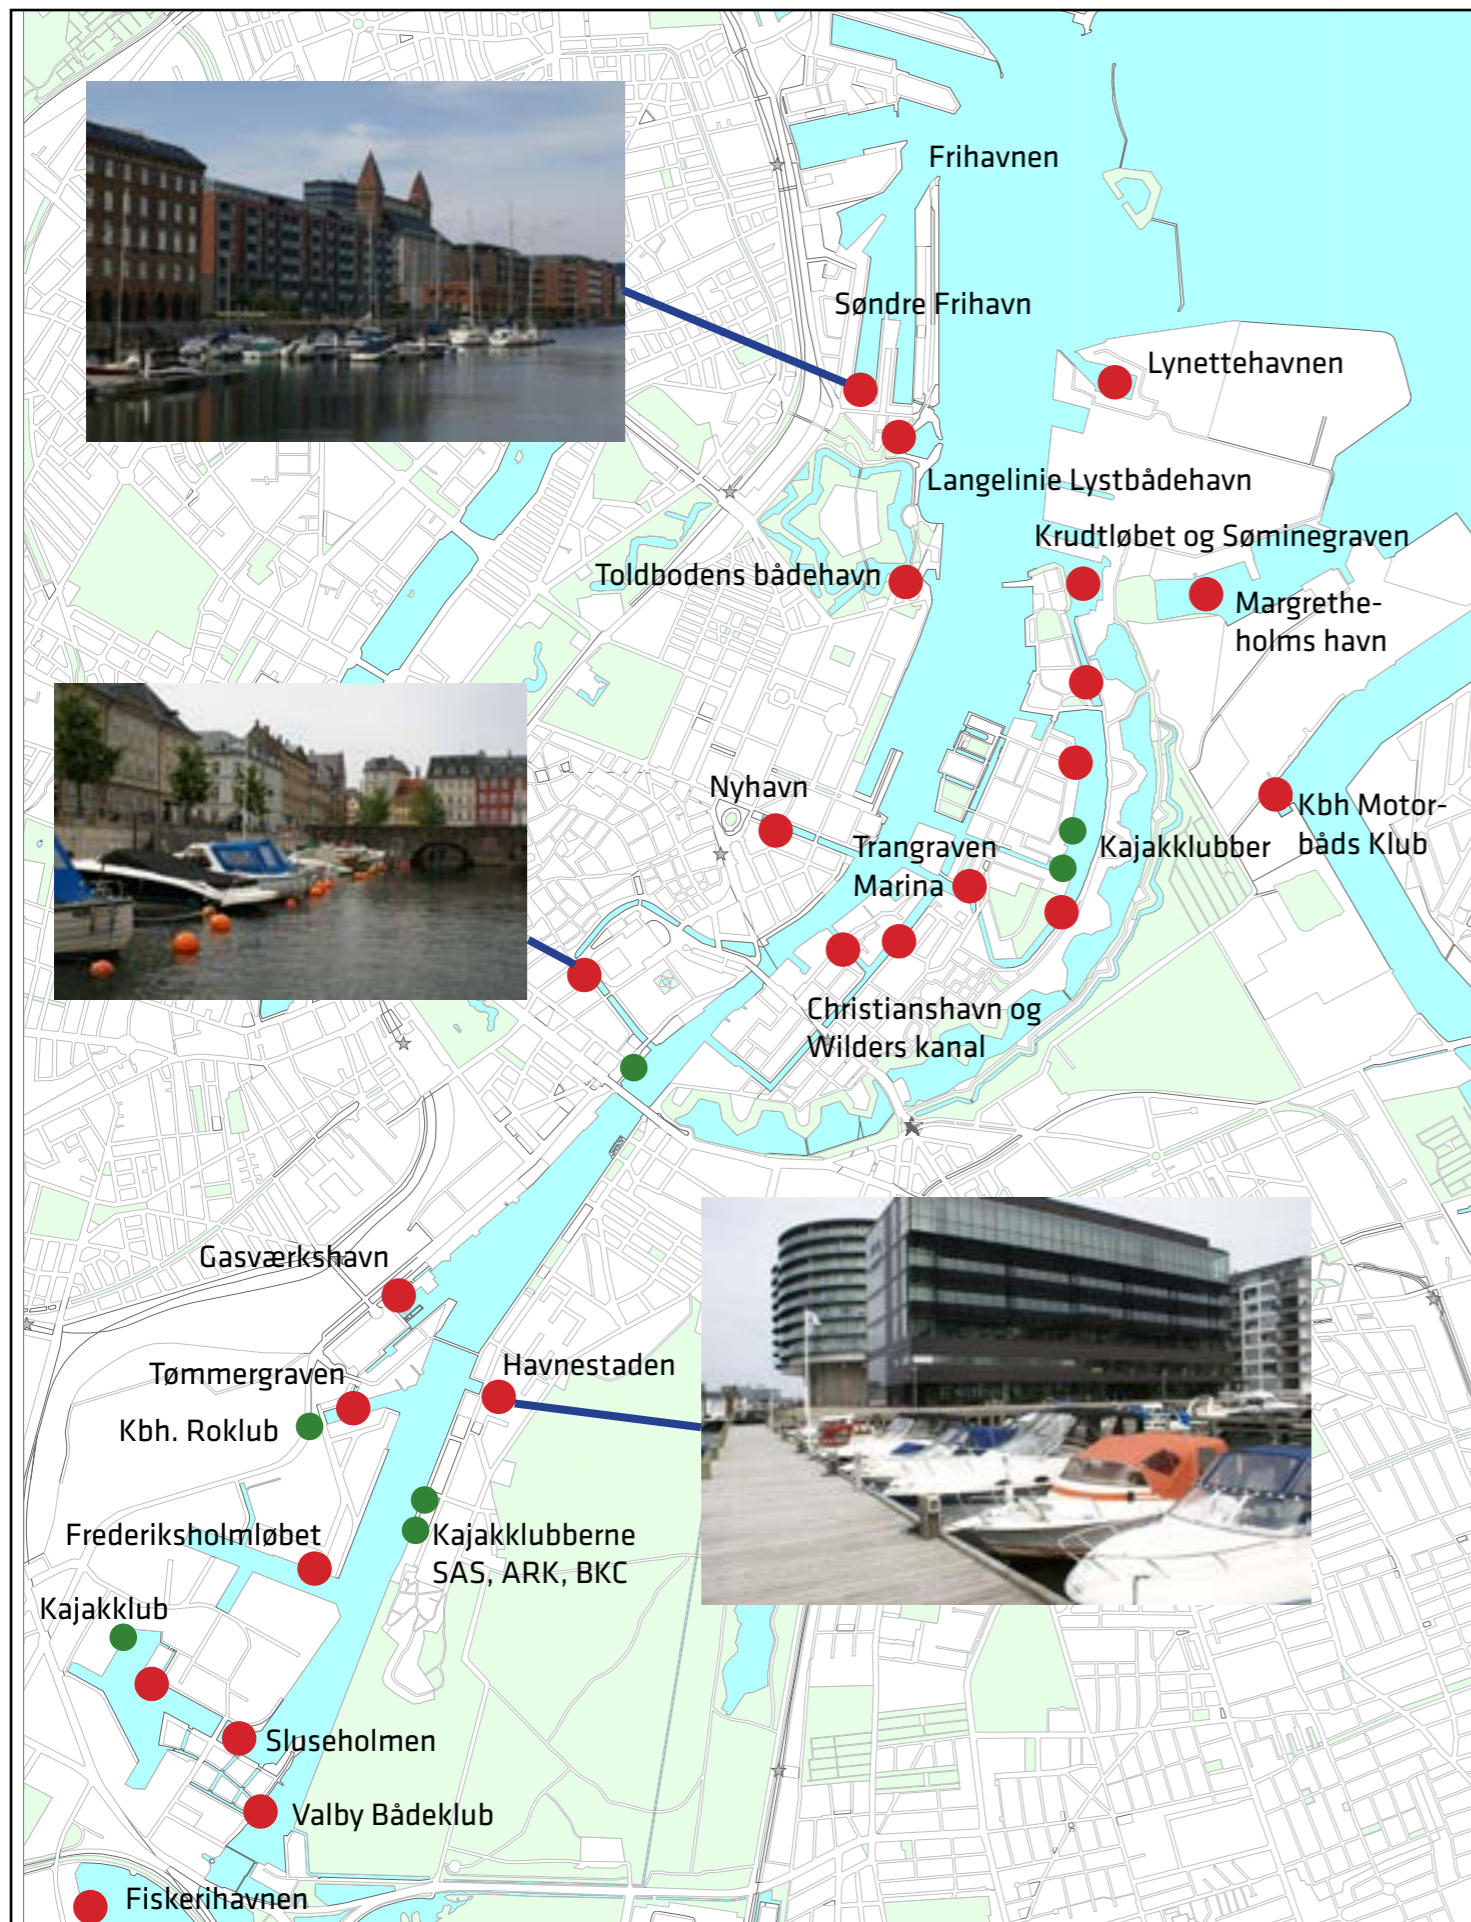 Frihavnen
Søndre Frihavn
Lynettehavnen
Langelinie Lystbådehavn
Krudtløbet og Søminegraven
Toldbodens bådehavn
Margrethe-
holms havn
Nyhavn
Kbh Motor-
båds Klub
Trangraven
Marina
Kajakklubber
Christianshavn og
Wilders kanal
Gasværkshavn
Havnestaden
Tømmergraven
Kbh. Roklub
Frederiksholmløbet
Kajakklubberne
SAS, ARK, BKC
Kajakklub
Sluseholmen
Valby Bådeklub
Fiskerihavnen